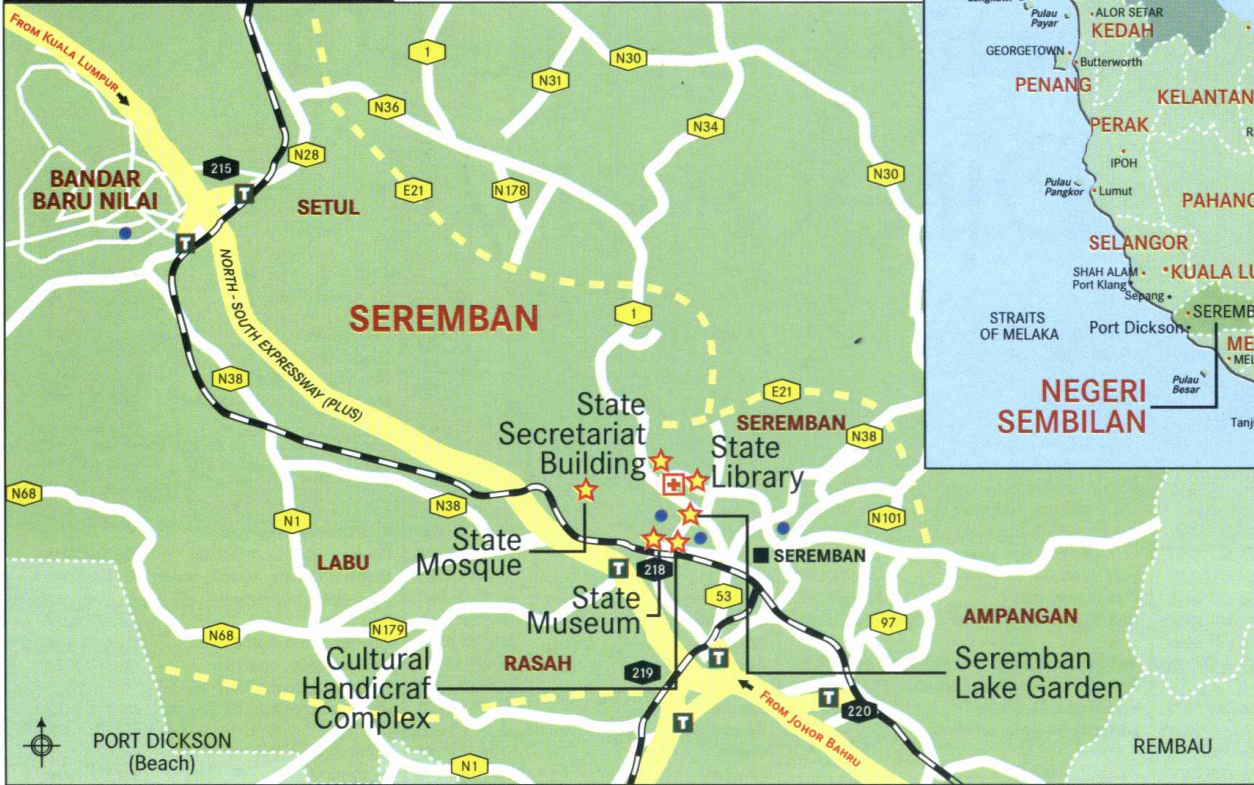 FROM KUALA LUMPUR
1
N30
N31
N36
N34
N28
215
E21
N178
N30
BANDAR
BARU NILAI
T
T
SETUL
NORTH - SOUTH EXPRESSWAY (PLUS)
SEREMBAN
1
N38
E21
State
Secretariat
Building
SEREMBAN
State
Library
N38
N68
N1
N38
State
Mosque
N101
LABU
T
218
SEREMBAN
State
Museum
53
97
AMPANGAN
N68
N179
RASAH
219
T
Cultural
Handicraf
Complex
Seremban
Lake Garden
FROM JOHOR BAHRU
T
220
T
PORT DICKSON
(Beach)
N1
REMBAU
Pulau
Payar
ALOR SETAR
KEDAH
GEORGETOWN
Butterworth
PENANG
KELANTAN
PERAK
IPOH
Pulau
Pangkor
Lumut
PAHANG
SELANGOR
SHAH ALAM
KUALA LU
Port Klang
Sepang
STRAITS
OF MELAKA
SEREMB
Port Dickson
ME
MEL
Pulau
Besar
NEGERI
SEMBILAN
Tanj